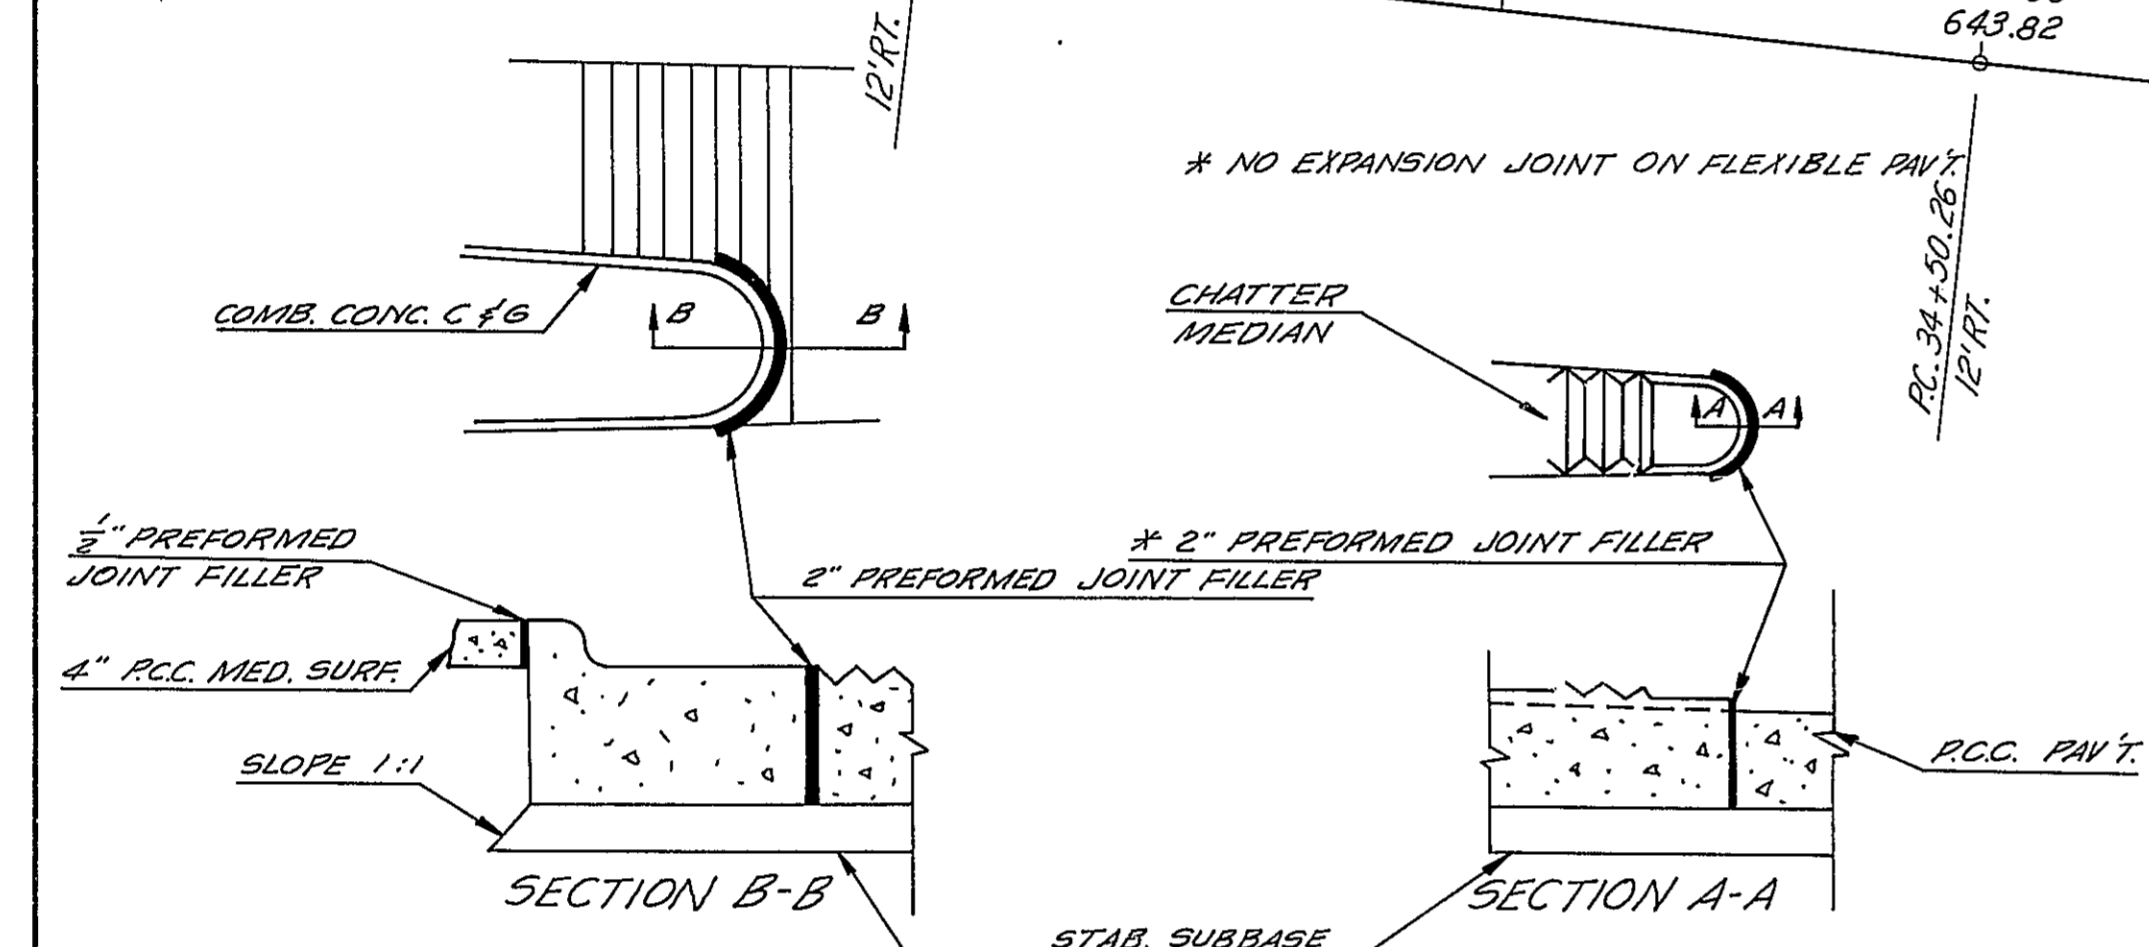 643.82
12'RT.
* NO EXPANSION JOINT ON FLEXIBLE PAV'T.
P.C. 34+50.26
12'RT.
COMB. CONC. C & G
B B
CHATTER
MEDIAN
A A
1/2" PREFORMED
JOINT FILLER
* 2" PREFORMED JOINT FILLER
2" PREFORMED JOINT FILLER
4" P.C.C. MED. SURF.
SLOPE 1:1
P.C.C. PAV'T.
SECTION B-B
SECTION A-A
STAB. SUBBASE